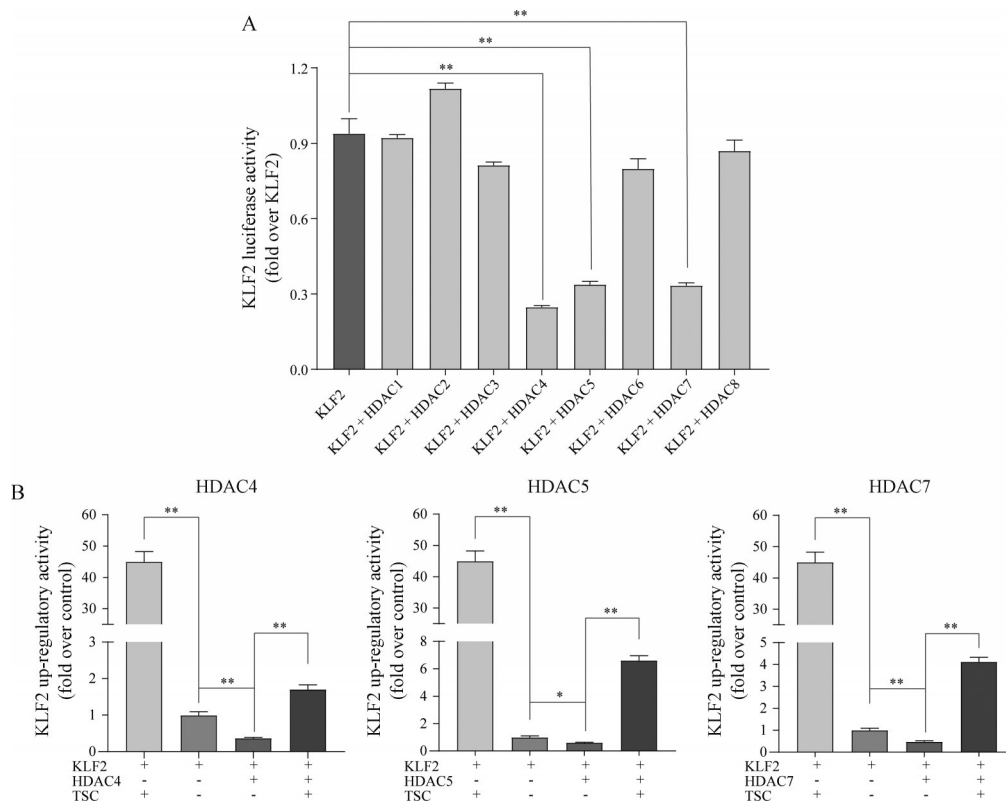 A
**
**
**
KLF2 luciferase activity
(fold over KLF2)
1.2
0.9
0.6
0.3
0.0
KLF2
KLF2 + HDAC1
KLF2 + HDAC2
KLF2 + HDAC3
KLF2 + HDAC4
KLF2 + HDAC5
KLF2 + HDAC6
KLF2 + HDAC7
KLF2 + HDAC8
B
HDAC4
KLF2 up-regulatory activity
(fold over control)
60
50
40
30
3
2
1
0
**
**
**
KLF2 + + + +
HDAC4 - - + +
TSC + - - +
HDAC5
KLF2 up-regulatory activity
(fold over control)
60
50
40
30
8
6
4
2
0
**
*
**
KLF2 + + + +
HDAC5 - - + +
TSC + - - +
HDAC7
KLF2 up-regulatory activity
(fold over control)
60
50
40
30
5
4
3
2
1
0
**
**
**
KLF2 + + + +
HDAC7 - - + +
TSC + - - +